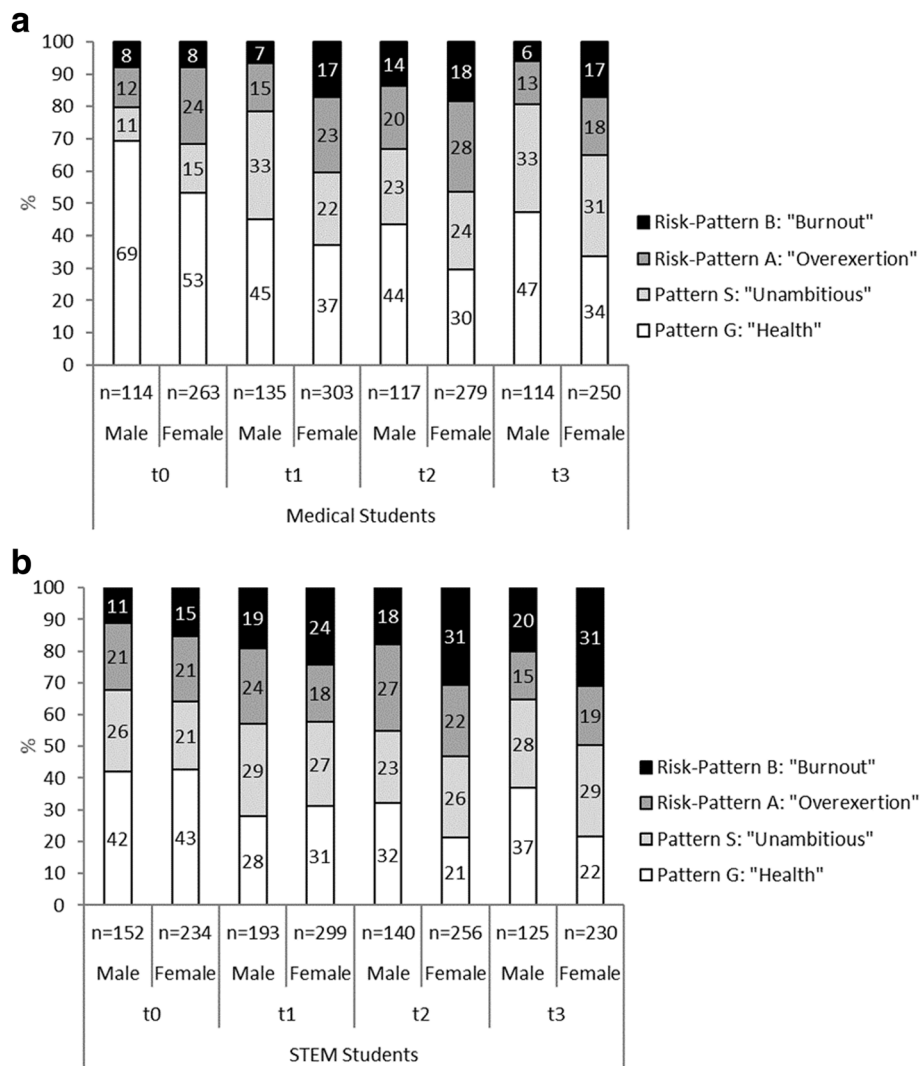 a
100
90
80
70
60
50
40
30
20
10
0
%
8 8 7 17 14 18 6 17
12 24 15 23 20 28 13 18
11 15 33 22 23 24 33 31
69 53 45 37 44 30 47 34
Risk-Pattern B: "Burnout"
Risk-Pattern A: "Overexertion"
Pattern S: "Unambitious"
Pattern G: "Health"
n=114 n=263 n=135 n=303 n=117 n=279 n=114 n=250
Male Female Male Female Male Female Male Female
t0 t1 t2 t3
Medical Students
b
100
90
80
70
60
50
40
30
20
10
0
%
11 15 19 24 18 31 20 31
21 21 24 18 27 22 15 19
26 21 29 27 23 26 28 29
42 43 28 31 32 21 37 22
Risk-Pattern B: "Burnout"
Risk-Pattern A: "Overexertion"
Pattern S: "Unambitious"
Pattern G: "Health"
n=152 n=234 n=193 n=299 n=140 n=256 n=125 n=230
Male Female Male Female Male Female Male Female
t0 t1 t2 t3
STEM Students